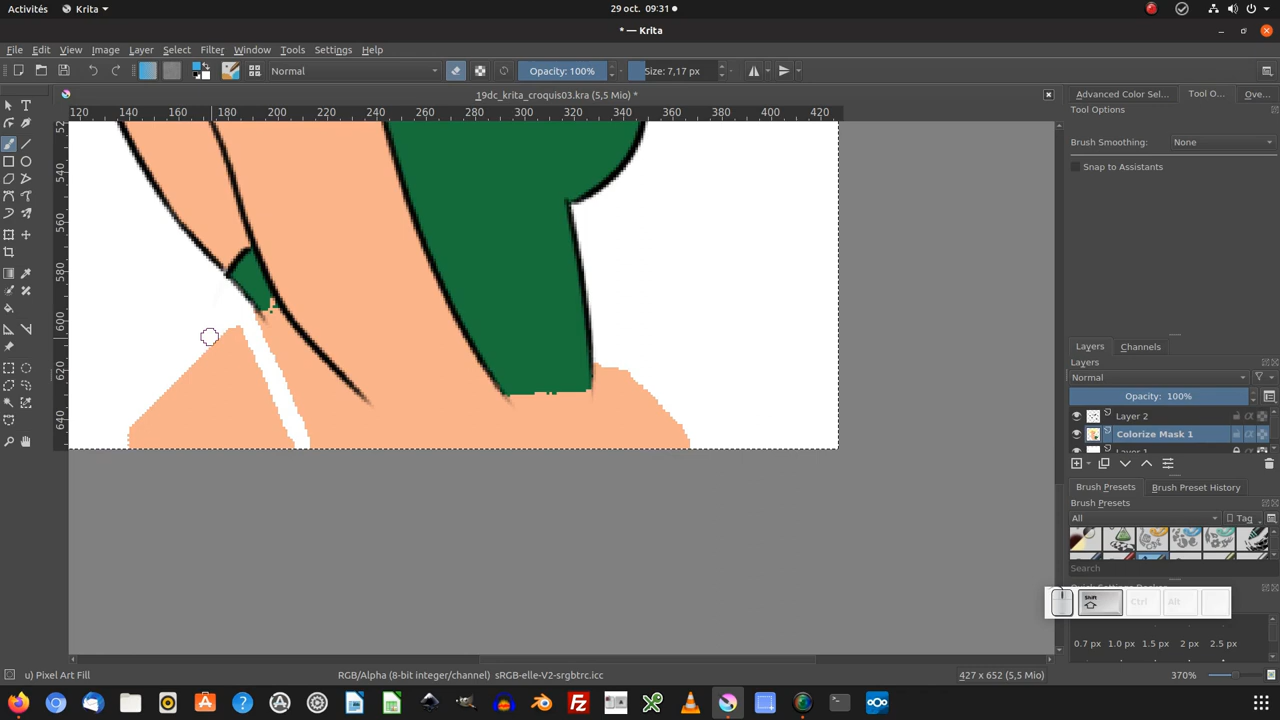 Activités Krita 29 oct. 09:31
* — Krita
File Edit View Image Layer Select Filter Window Tools Settings Help
Normal Opacity: 100% Size: 7,17 px
19dc_krita_croquis03.kra (5,5 Mio) *
Advanced Color Sel... Tool O... Ove...
120 140 160 180 200 220 240 260 280 300 320 340 360 380 400 420
Tool Options
Brush Smoothing: None
Snap to Assistants
52
540
560
580
600
620
640
Layers Channels
Layers
Normal
Opacity: 100%
Layer 2
Colorize Mask 1
Brush Presets Brush Preset History
Brush Presets
All Tag
Search
Shift Ctrl Alt
0.7 px 1.0 px 1.5 px 2 px 2.5 px
u) Pixel Art Fill RGB/Alpha (8-bit integer/channel) sRGB-elle-V2-srgbtrc.icc 427 x 652 (5,5 Mio) 370%